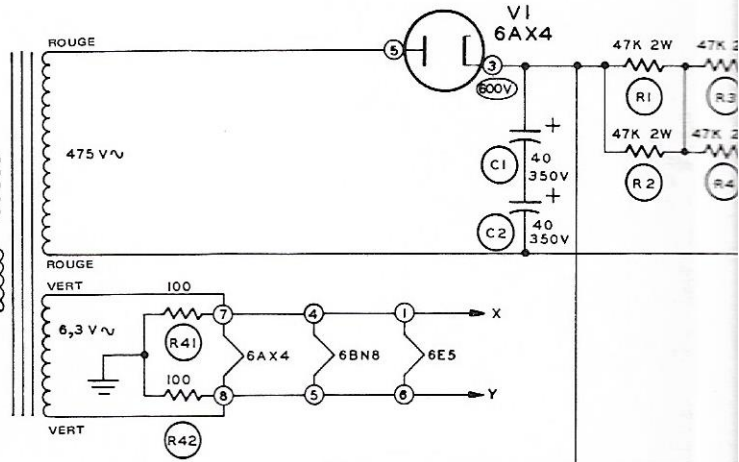 V1
6AX4
ROUGE
5
3
600V
47K 2W
47K 2
R1
R3
475 V~
C1
+
40
350V
47K 2W
47K 2
R2
R4
C2
+
40
350V
ROUGE
VERT
100
6,3 V~
R41
7
4
1
X
6AX4
6BN8
6E5
100
8
5
6
Y
VERT
R42